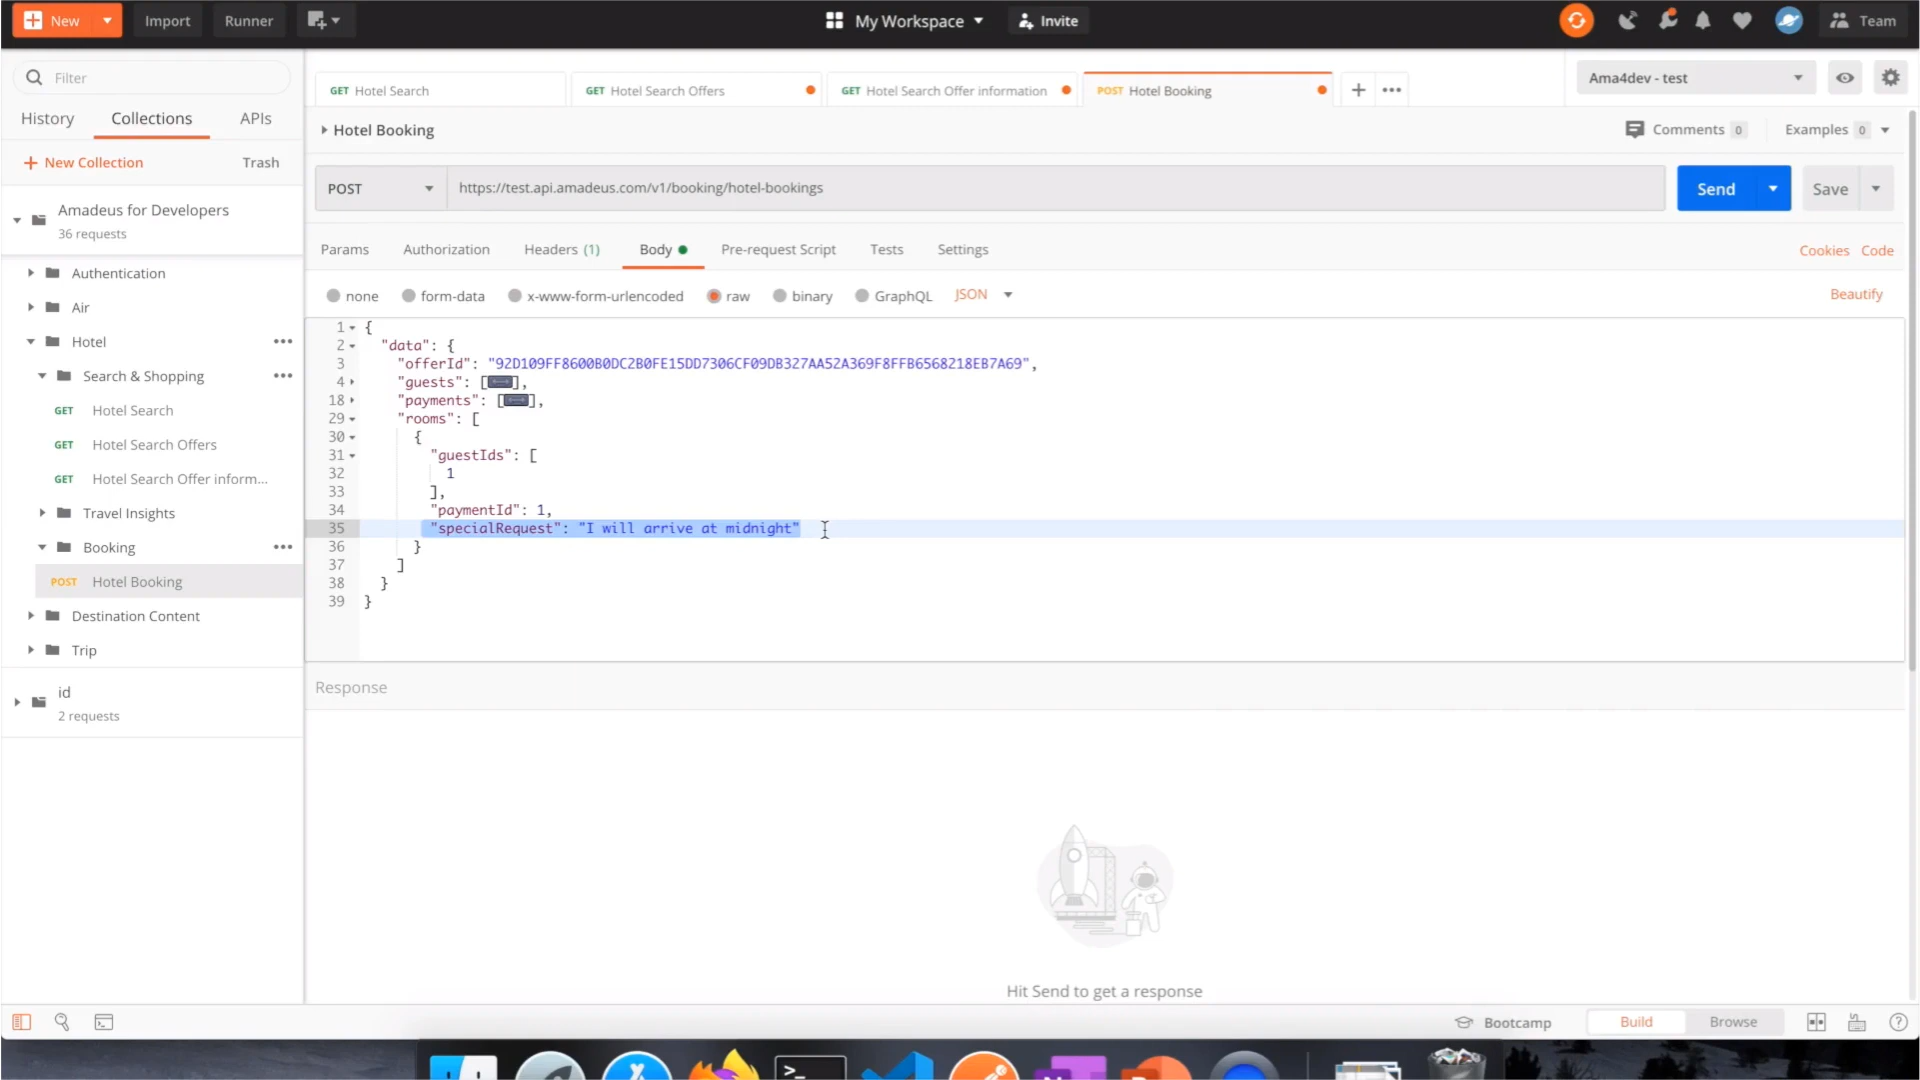 New
Import
Runner
My Workspace
Invite
Team
Filter
History
Collections
APIs
+ New Collection
Trash
Amadeus for Developers
36 requests
Authentication
Air
Hotel
Search & Shopping
GET Hotel Search
GET Hotel Search Offers
GET Hotel Search Offer inform...
Travel Insights
Booking
POST Hotel Booking
Destination Content
Trip
id
2 requests
GET Hotel Search
GET Hotel Search Offers
GET Hotel Search Offer information
POST Hotel Booking
Ama4dev - test
Hotel Booking
Comments 0
Examples 0
POST
https://test.api.amadeus.com/v1/booking/hotel-bookings
Send
Save
Params
Authorization
Headers (1)
Body
Pre-request Script
Tests
Settings
Cookies
Code
none
form-data
x-www-form-urlencoded
raw
binary
GraphQL
JSON
Beautify
1 {
2 "data": {
3 "offerId": "92D109FF8600B0DC2B0FE15DD7306CF09DB327AA52A369F8FFB6568218EB7A69",
4 "guests": [],
18 "payments": [],
29 "rooms": [
30 {
31 "guestIds": [
32 1
33 ],
34 "paymentId": 1,
35 "specialRequest": "I will arrive at midnight"
36 }
37 ]
38 }
39 }
Response
Hit Send to get a response
Bootcamp
Build
Browse